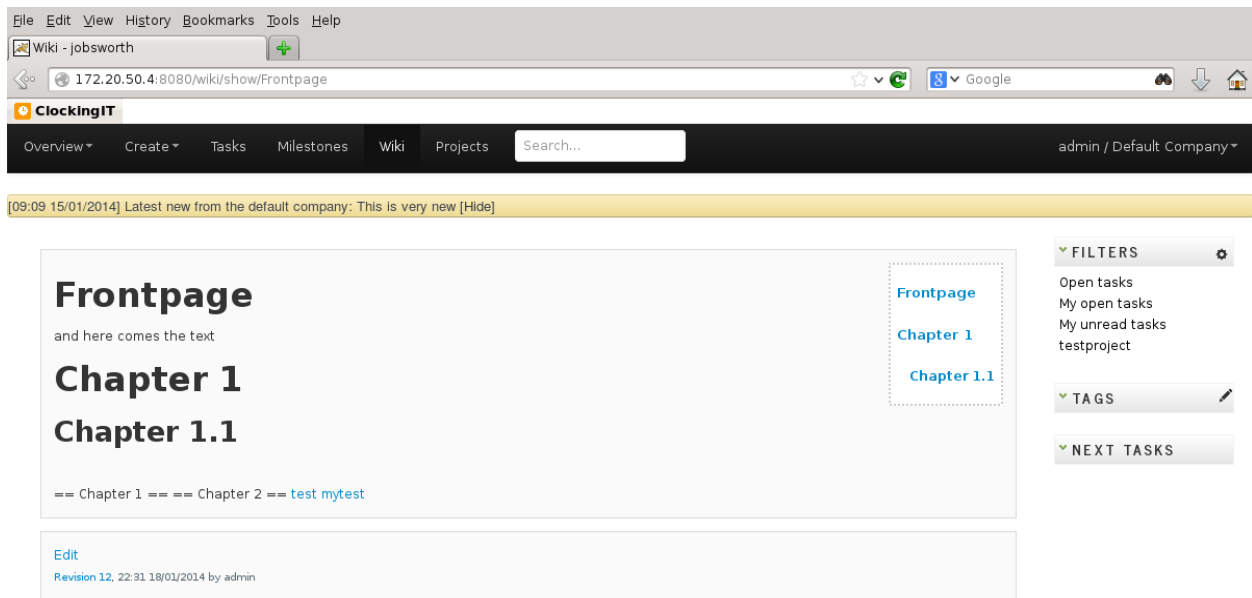 File Edit View History Bookmarks Tools Help
Wiki - jobsworth
172.20.50.4:8080/wiki/show/Frontpage
8 Google
ClockingIT
Overview Create Tasks Milestones Wiki Projects Search... admin / Default Company
[09:09 15/01/2014] Latest new from the default company: This is very new [Hide]
Frontpage
and here comes the text
Chapter 1
Chapter 1.1
== Chapter 1 == == Chapter 2 == test mytest
Frontpage
Chapter 1
Chapter 1.1
Edit
Revision 12, 22:31 18/01/2014 by admin
FILTERS
Open tasks
My open tasks
My unread tasks
testproject
TAGS
NEXT TASKS